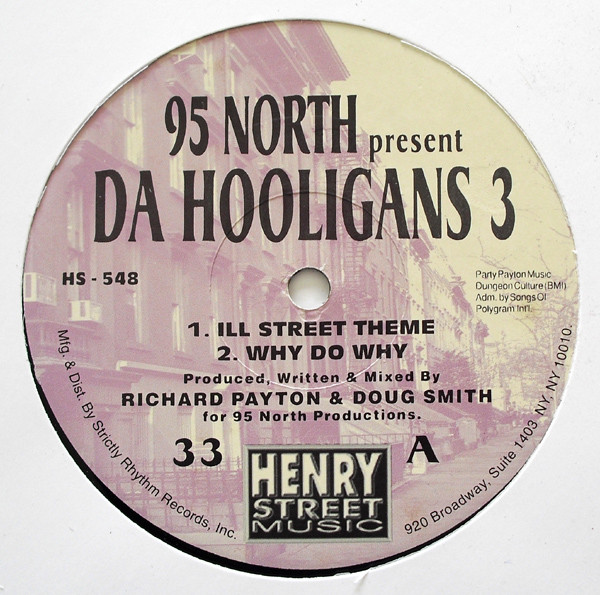 95 NORTH present
DA HOOLIGANS 3
HS - 548
Party Payton Music
Dungeon Culture (BMI)
Adm. by Songs Of
Polygram Int'l.
1. ILL STREET THEME
2. WHY DO WHY
Produced, Written & Mixed By
RICHARD PAYTON & DOUG SMITH
for 95 North Productions.
33
A
HENRY
STREET
MUSIC
Mfg. & Dist. By Strictly Rhythm Records, Inc.
920 Broadway, Suite 1403, NY, NY 10010.